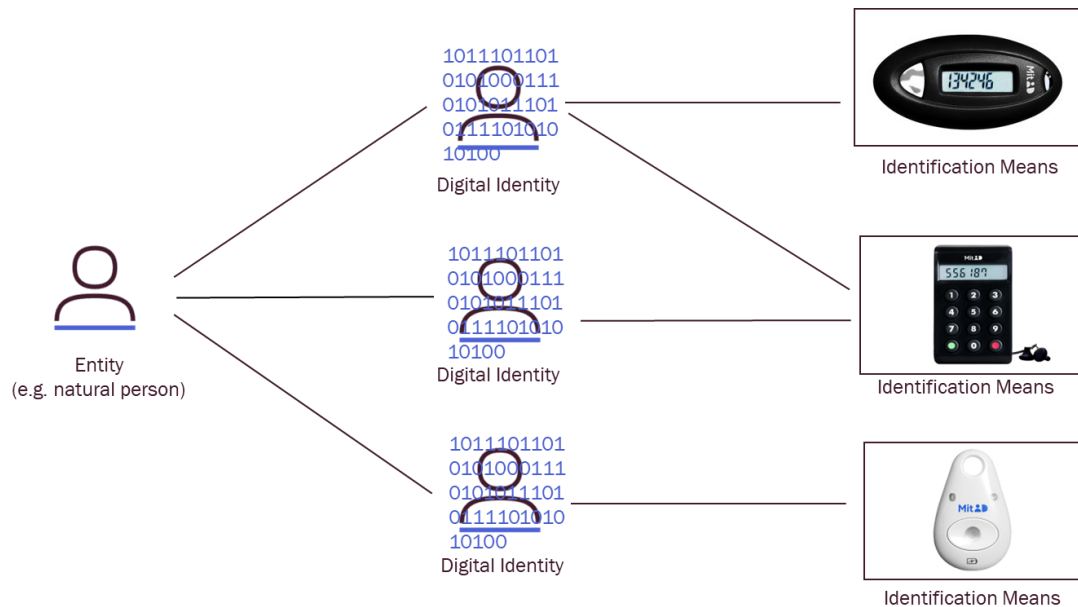 1011101101
0101000111
0101011101
0111101010
10100
Digital Identity
134246
MitID
Identification Means
1011101101
0101000111
0101011101
0111101010
10100
Digital Identity
MitID
556187
1 2 3
4 5 6
7 8 9
0
Identification Means
Entity
(e.g. natural person)
1011101101
0101000111
0101011101
0111101010
10100
Digital Identity
MitID
Identification Means